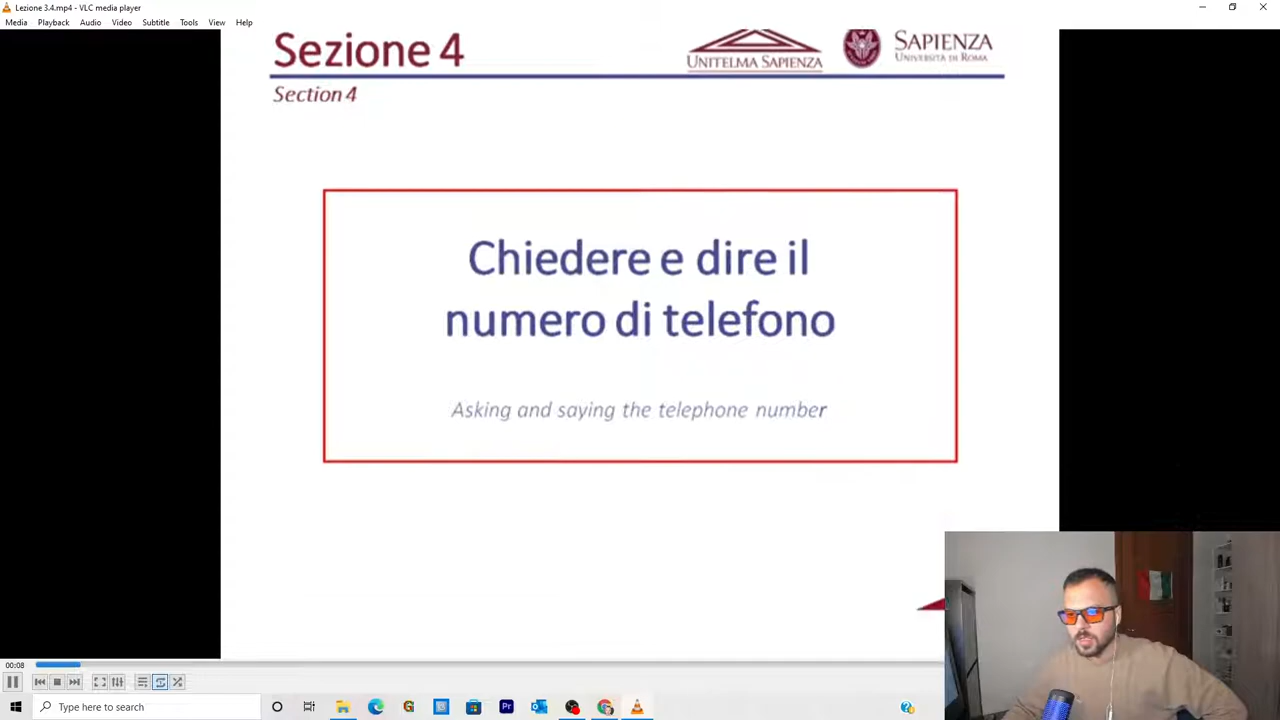 Lezione 3.4.mp4 - VLC media player
Media Playback Audio Video Subtitle Tools View Help
Sezione 4
UNITELMA SAPIENZA
SAPIENZA
UNIVERSITÀ DI ROMA
Section 4
Chiedere e dire il
numero di telefono
Asking and saying the telephone number
00:08
Type here to search
Pr